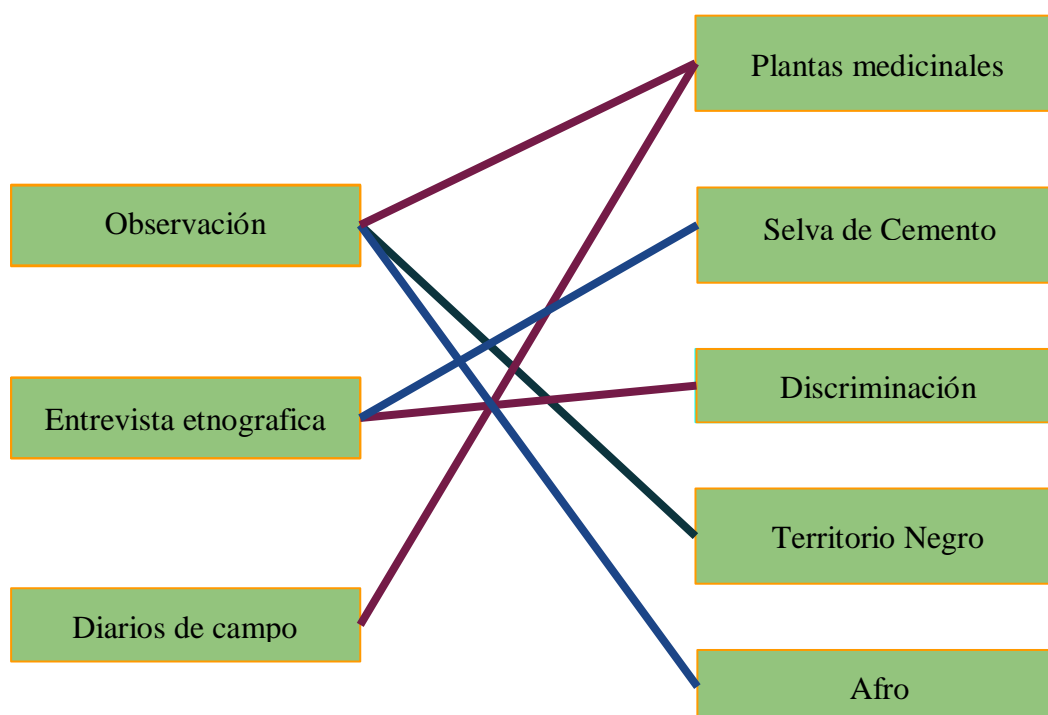 Observación
Entrevista etnografica
Diarios de campo
Plantas medicinales
Selva de Cemento
Discriminación
Territorio Negro
Afro